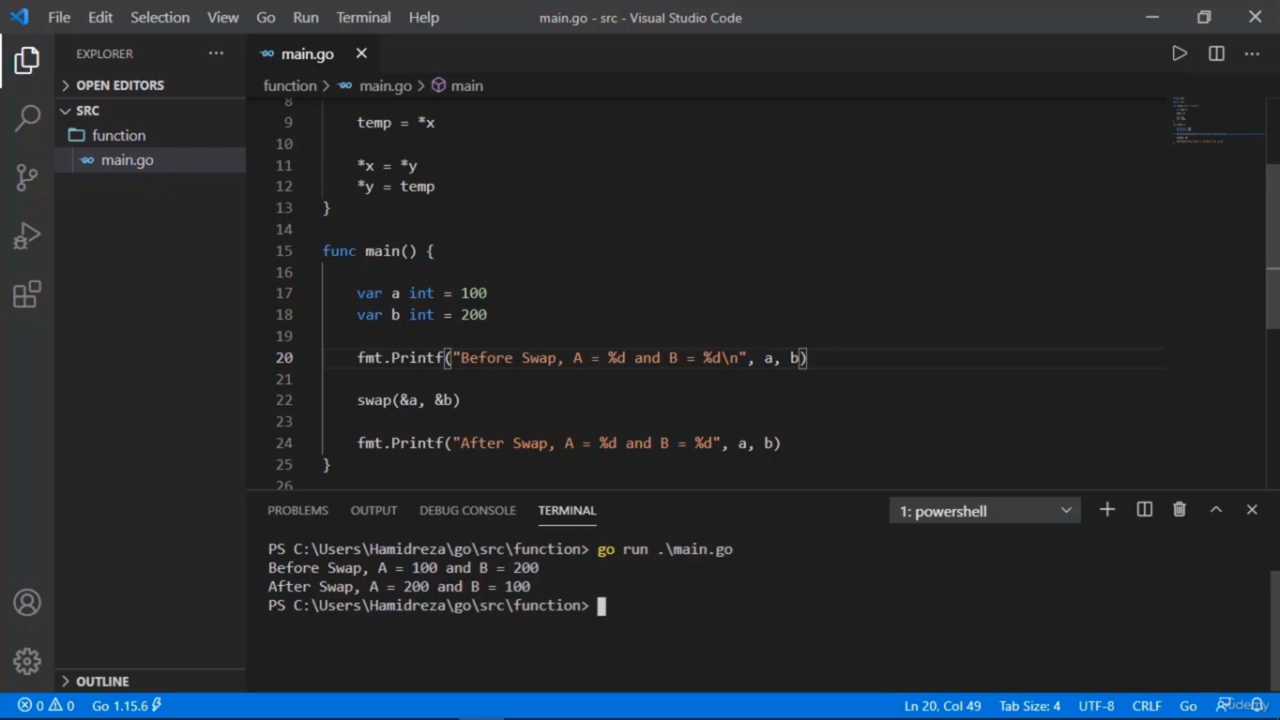 File Edit Selection View Go Run Terminal Help main.go - src - Visual Studio Code
EXPLORER
OPEN EDITORS
SRC
function
main.go
main.go
function > main.go > main
8
9 temp = *x
10
11 *x = *y
12 *y = temp
13 }
14
15 func main() {
16
17 var a int = 100
18 var b int = 200
19
20 fmt.Printf("Before Swap, A = %d and B = %d\n", a, b)
21
22 swap(&a, &b)
23
24 fmt.Printf("After Swap, A = %d and B = %d", a, b)
25 }
26
PROBLEMS OUTPUT DEBUG CONSOLE TERMINAL 1: powershell
PS C:\Users\Hamidreza\go\src\function> go run .\main.go
Before Swap, A = 100 and B = 200
After Swap, A = 200 and B = 100
PS C:\Users\Hamidreza\go\src\function>
OUTLINE
0 0 Go 1.15.6 Ln 20, Col 49 Tab Size: 4 UTF-8 CRLF Go
Udemy